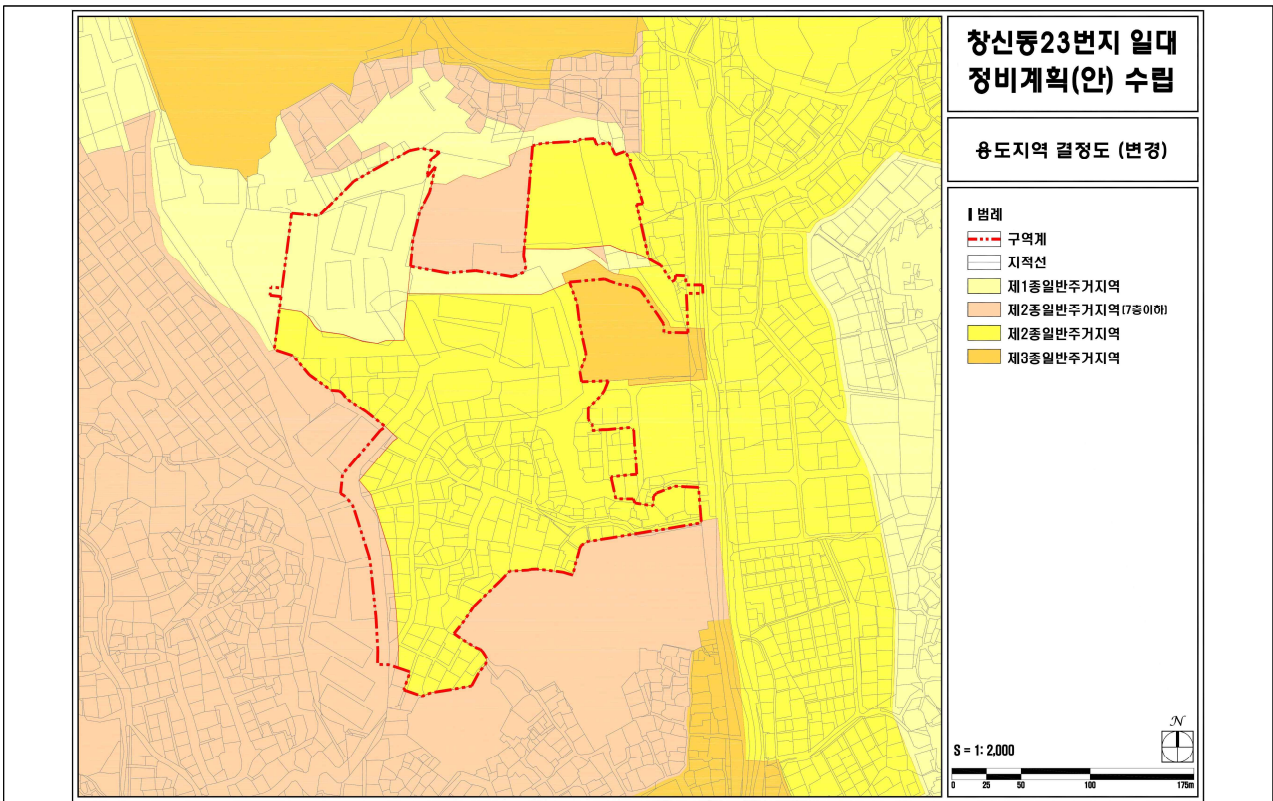 창신동23번지 일대
정비계획(안) 수립
용도지역 결정도 (변경)
범례
구역계
지적선
제1종일반주거지역
제2종일반주거지역(7층이하)
제2종일반주거지역
제3종일반주거지역
N
S = 1: 2,000
0 25 50 100 175m